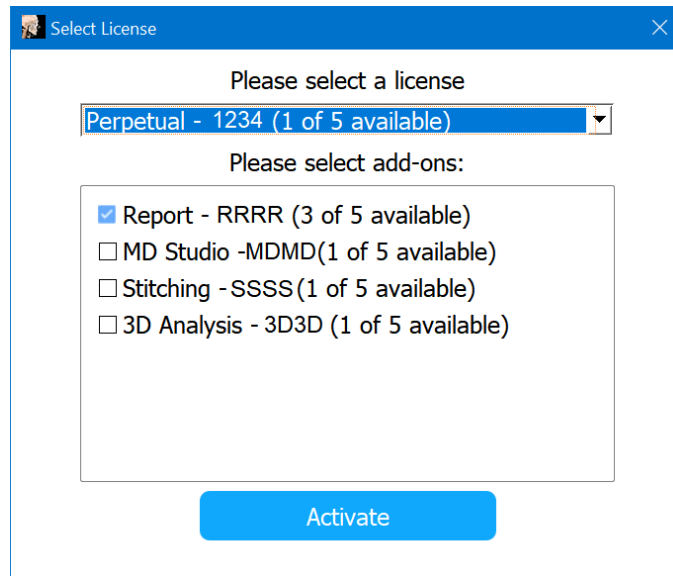 Select License
Please select a license
Perpetual - 1234 (1 of 5 available)
Please select add-ons:
Report - RRRR (3 of 5 available)
MD Studio -MDMD(1 of 5 available)
Stitching -SSSS(1 of 5 available)
3D Analysis - 3D3D (1 of 5 available)
Activate